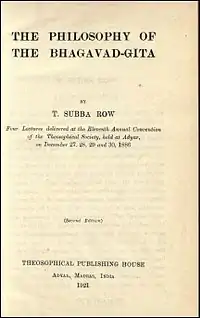 THE PHILOSOPHY OF
THE BHAGAVAD-GITA
BY
T. SUBBA ROW
Four Lectures delivered at the Eleventh Annual Convention
of the Theosophical Society, held at Adyar,
on December 27, 28, 29 and 30, 1886
(Second Edition)
THEOSOPHICAL PUBLISHING HOUSE
ADYAR, MADRAS, INDIA
1921